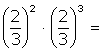 (2/3)² · (2/3)³ =